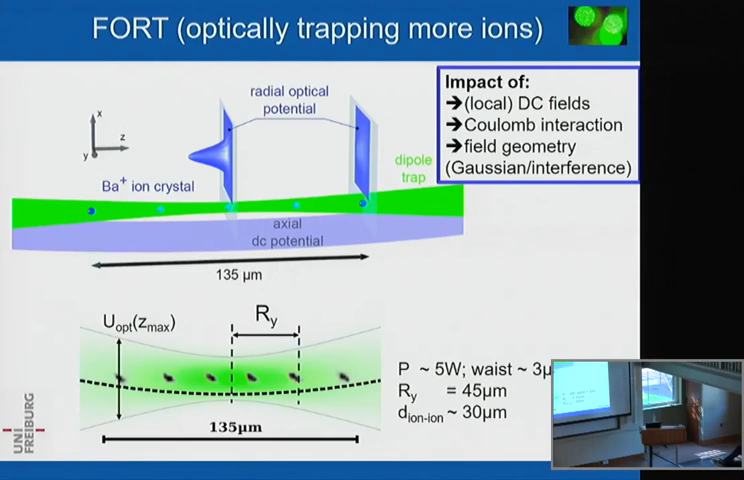 FORT (optically trapping more ions)
Impact of:
➔(local) DC fields
➔Coulomb interaction
➔field geometry
(Gaussian/interference)
radial optical
potential
x
z
y
dipole
trap
Ba⁺ ion crystal
axial
dc potential
135 µm
U_opt(z_max)
R_y
P ~ 5W; waist ~ 3µ
R_y = 45µm
d_ion-ion ~ 30µm
135µm
UNI
FREIBURG